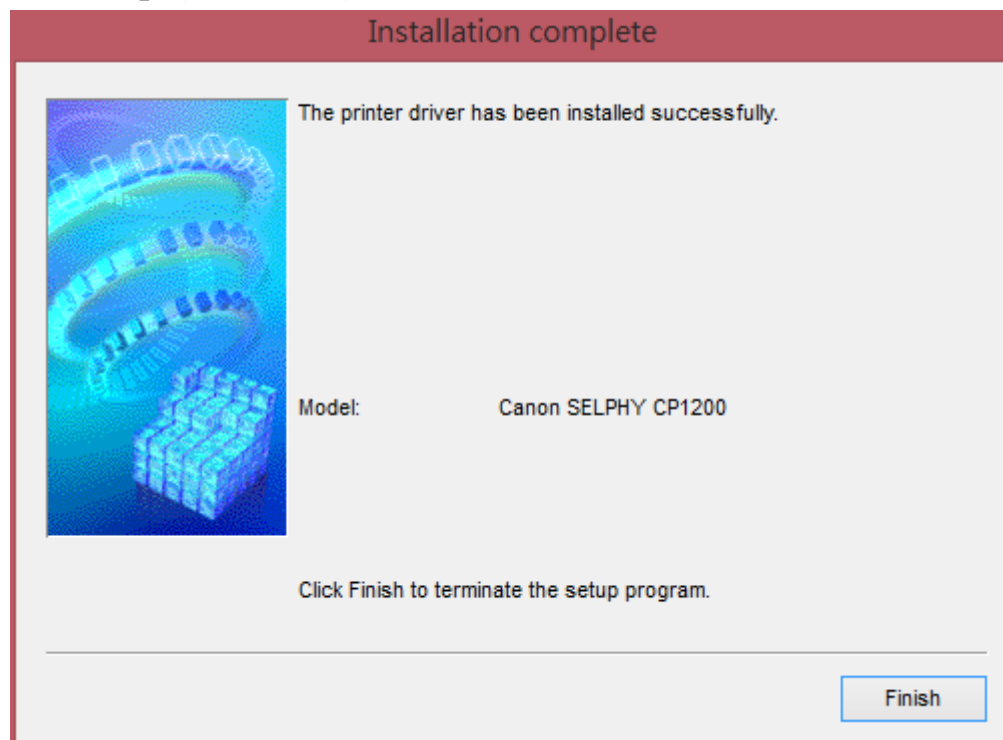 Installation complete
The printer driver has been installed successfully.
Model: Canon SELPHY CP1200
Click Finish to terminate the setup program.
Finish